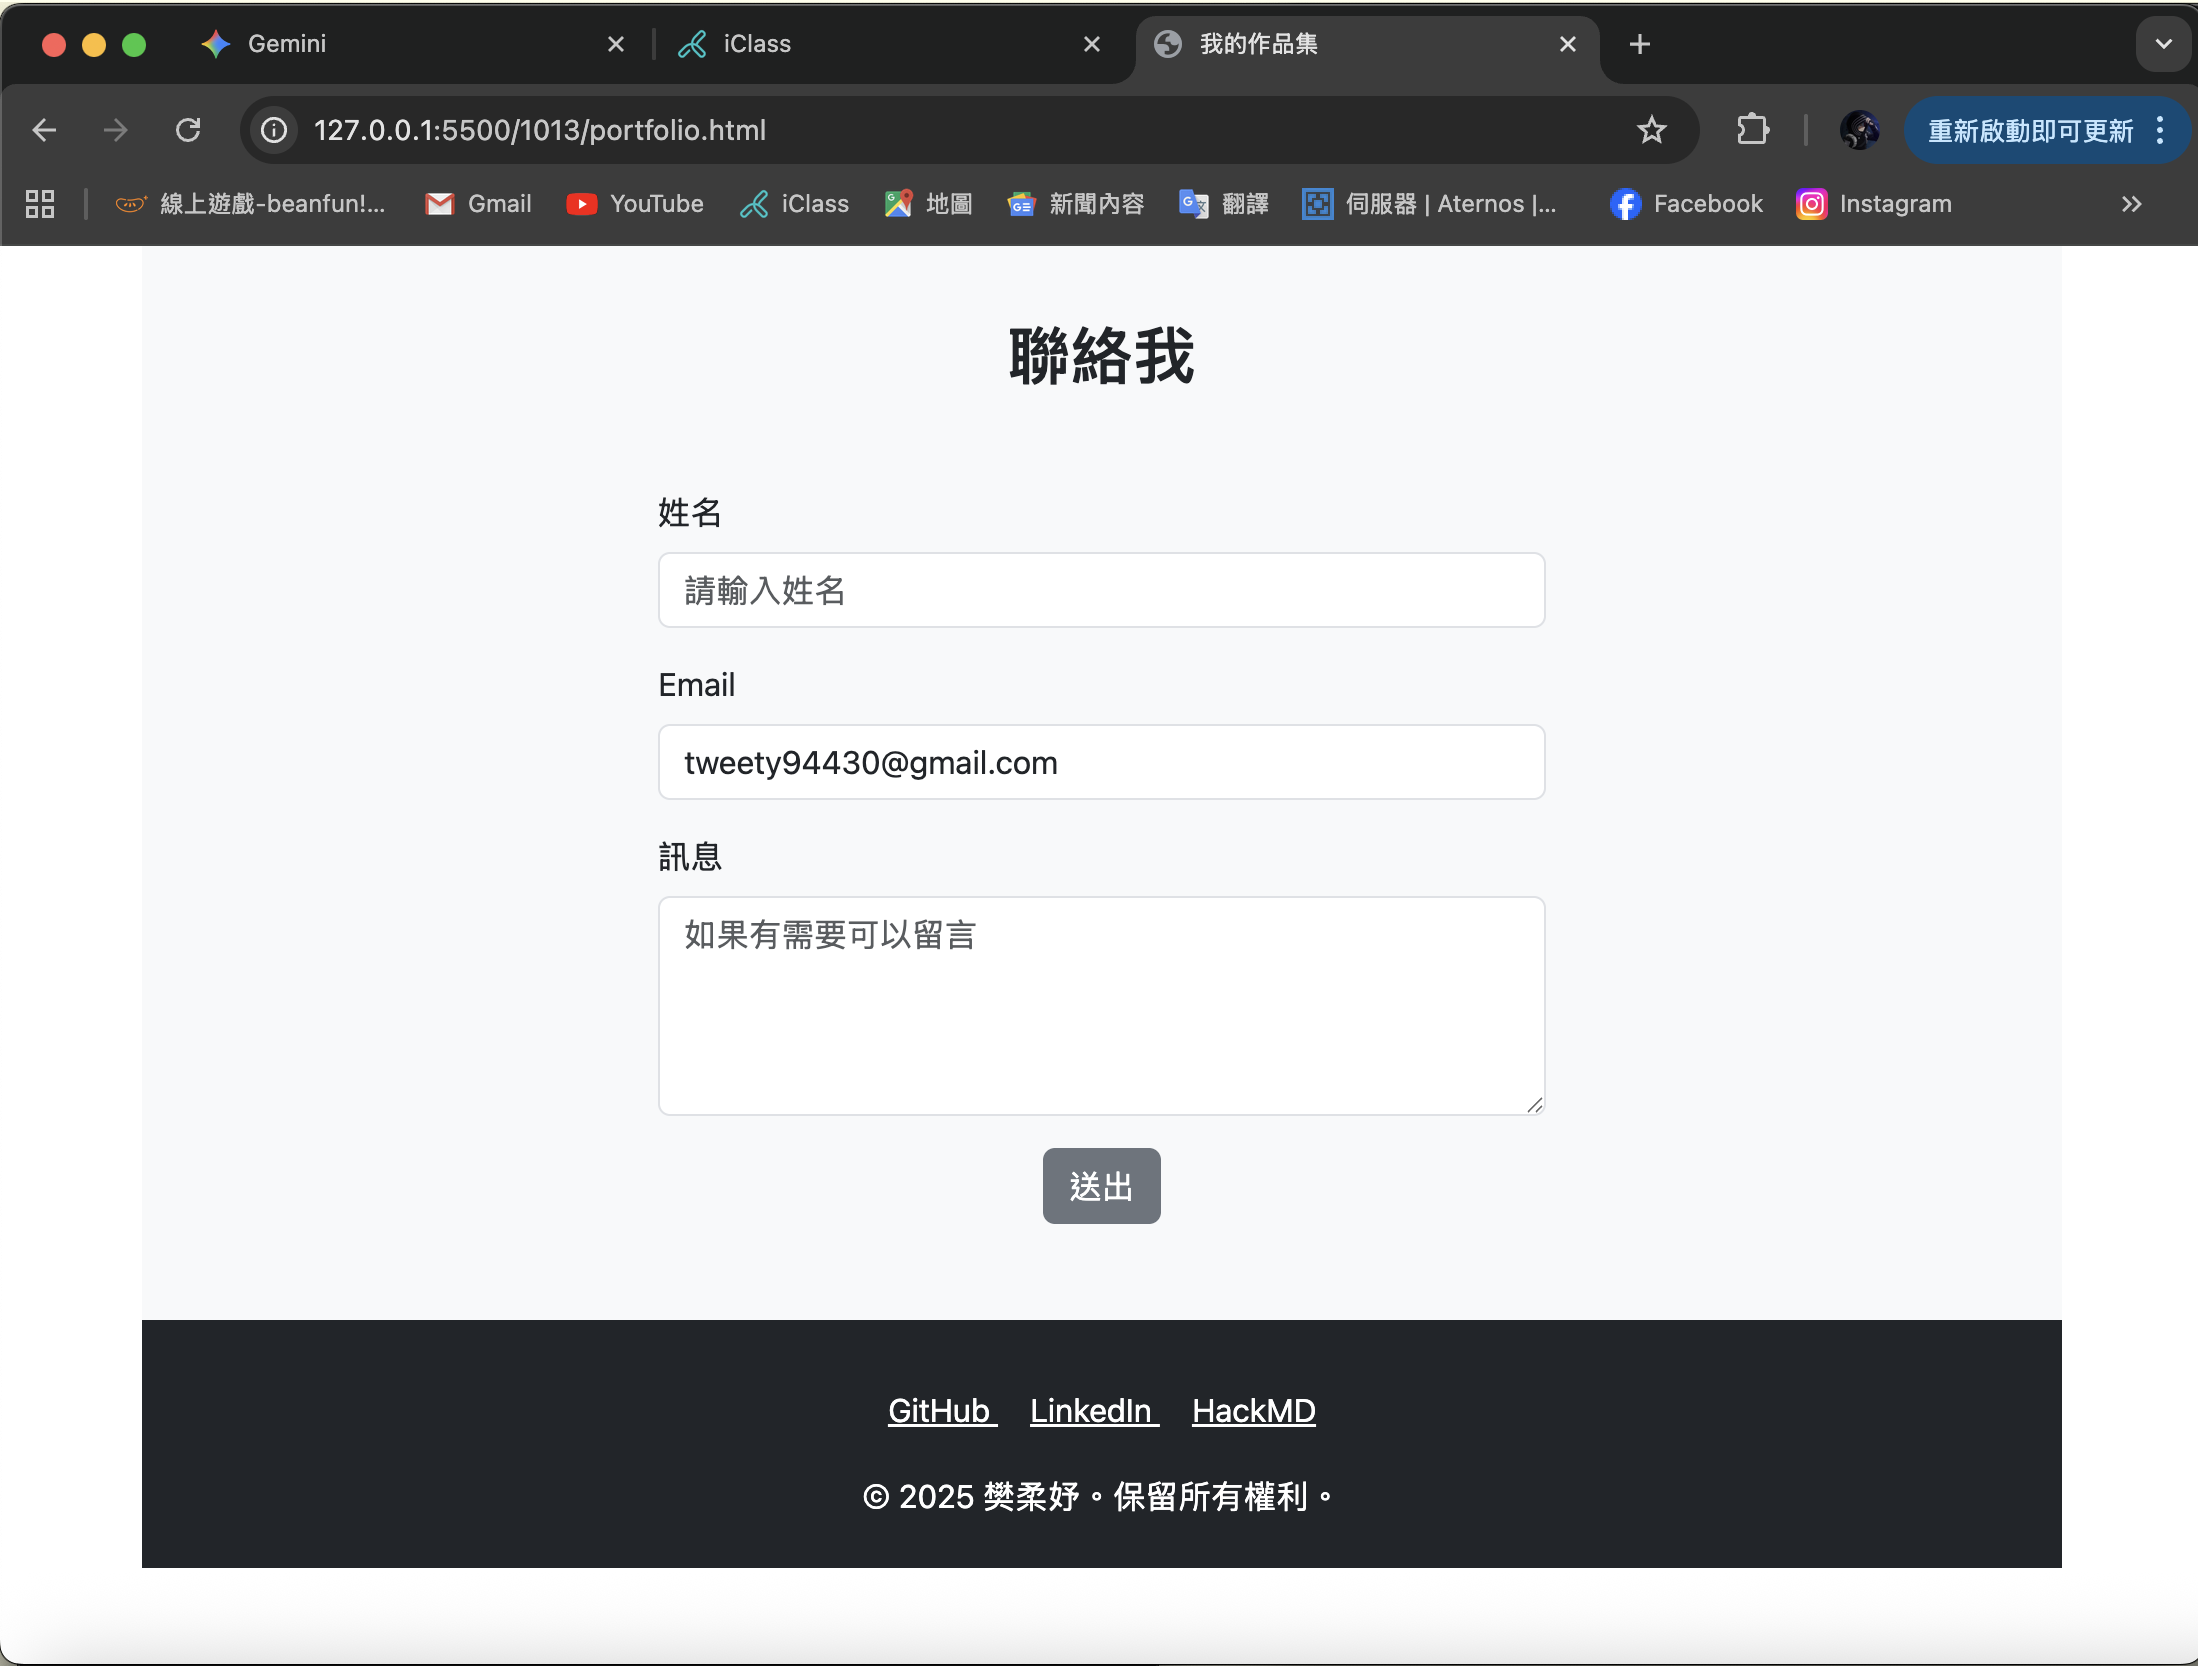 Gemini
iClass
我的作品集
127.0.0.1:5500/1013/portfolio.html
重新啟動即可更新
線上遊戲-beanfun!...
Gmail
YouTube
iClass
地圖
新聞內容
翻譯
伺服器 | Aternos |...
Facebook
Instagram
聯絡我
姓名
請輸入姓名
Email
tweety94430@gmail.com
訊息
如果有需要可以留言
送出
GitHub LinkedIn HackMD
© 2025 樊柔妤。保留所有權利。